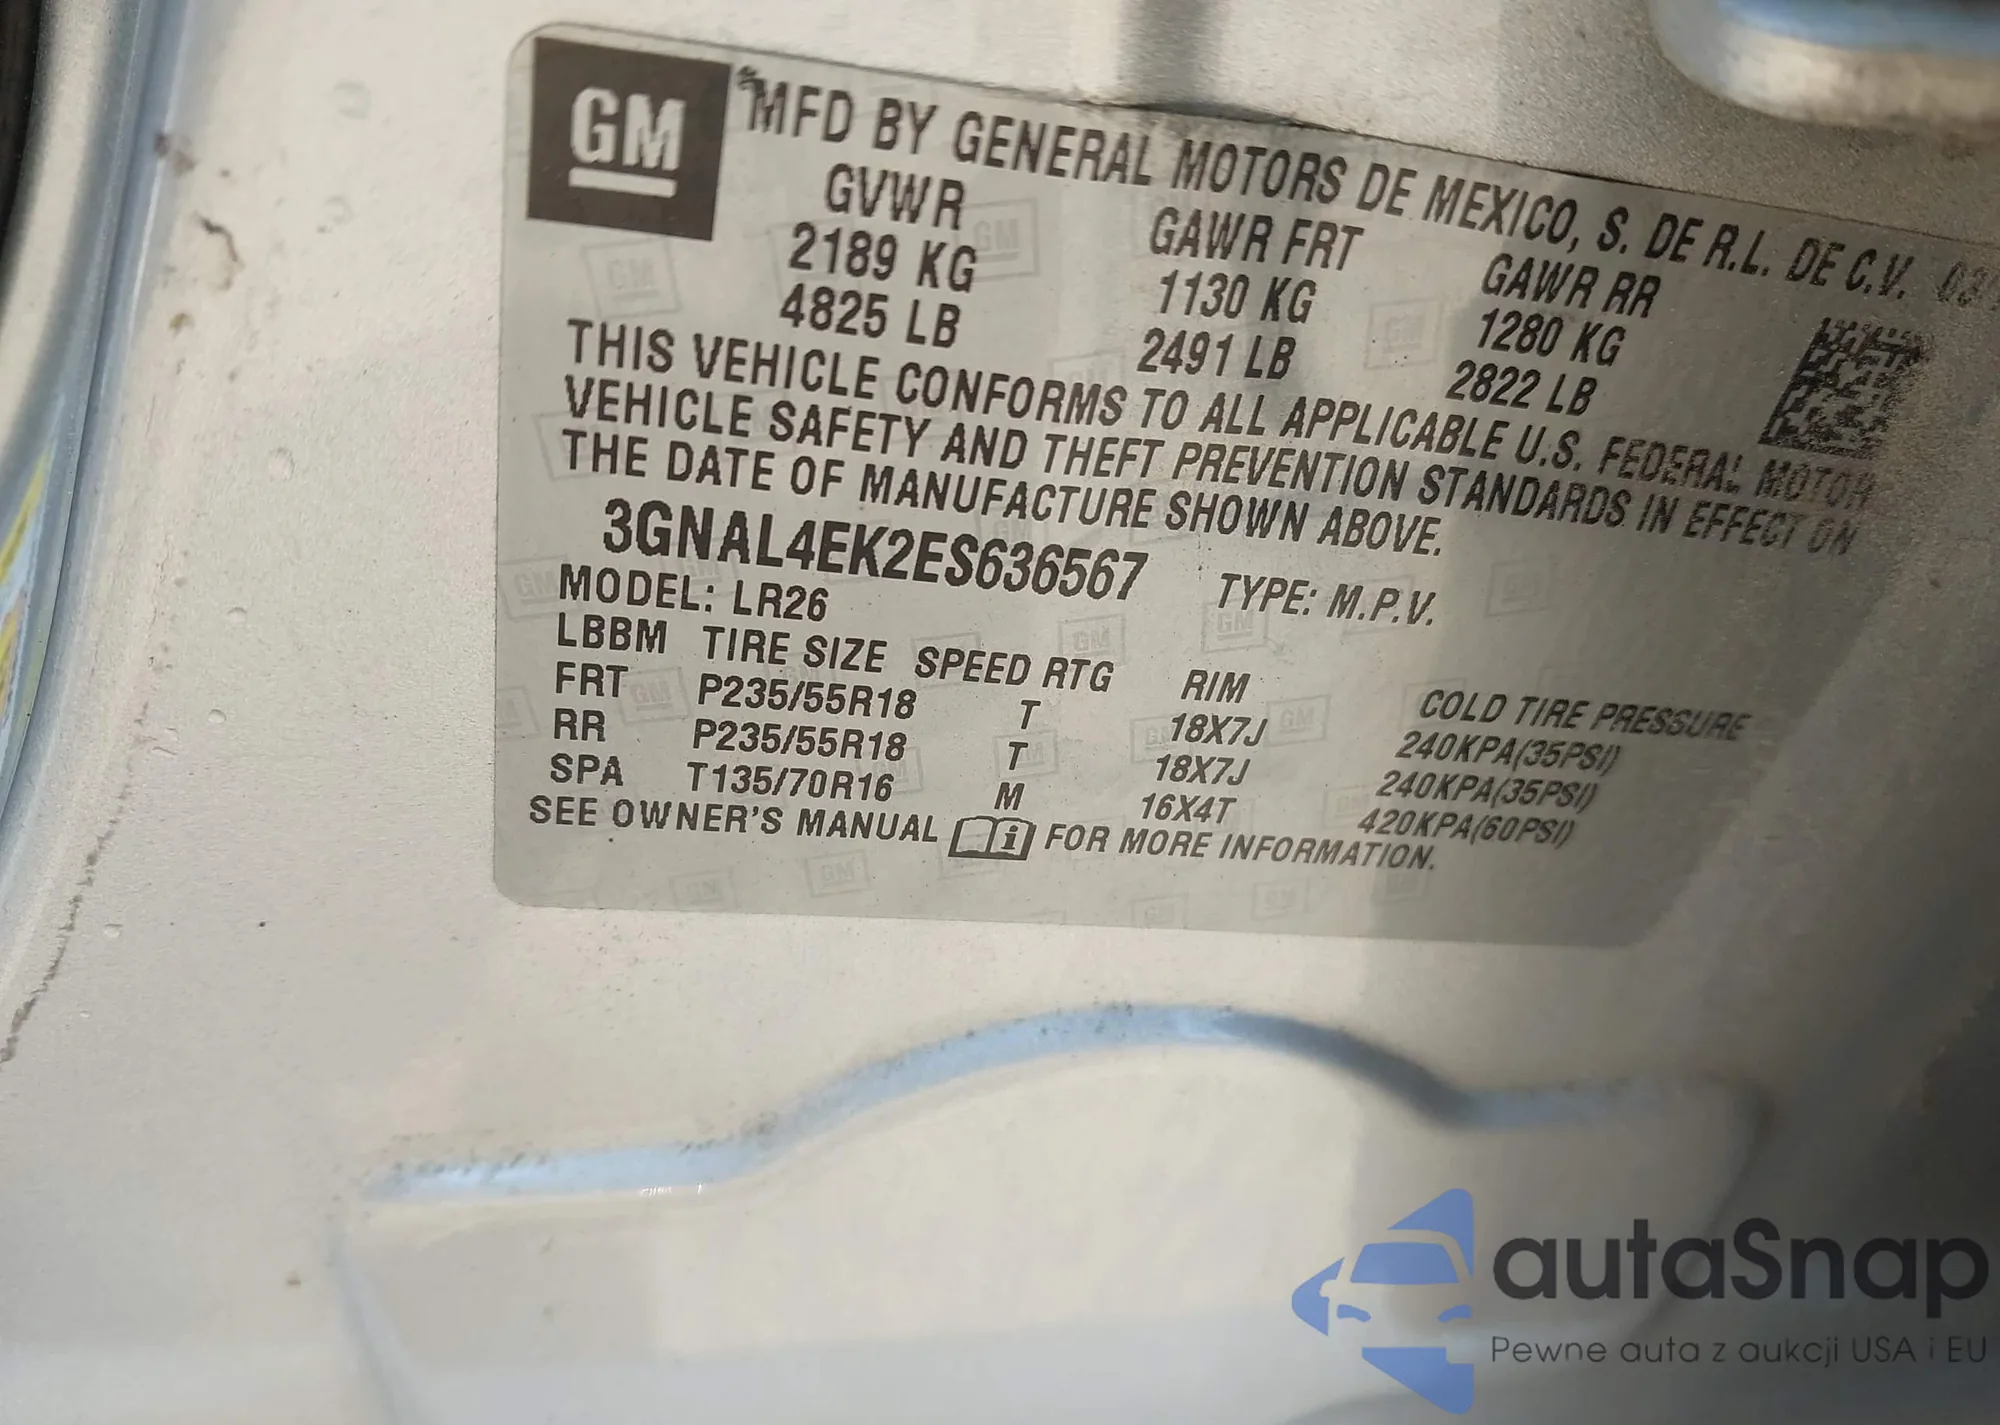 GM
MFD BY GENERAL MOTORS DE MEXICO, S. DE R.L. DE C.V.
GVWR GAWR FRT GAWR RR
2189 KG 1130 KG 1280 KG
4825 LB 2491 LB 2822 LB
THIS VEHICLE CONFORMS TO ALL APPLICABLE U.S. FEDERAL MOTOR
VEHICLE SAFETY AND THEFT PREVENTION STANDARDS IN EFFECT ON
THE DATE OF MANUFACTURE SHOWN ABOVE.
3GNAL4EK2ES636567 TYPE: M.P.V.
MODEL: LR26
LBBM TIRE SIZE SPEED RTG RIM COLD TIRE PRESSURE
FRT P235/55R18 T 18X7J 240KPA(35PSI)
RR P235/55R18 T 18X7J 240KPA(35PSI)
SPA T135/70R16 M 16X4T 420KPA(60PSI)
SEE OWNER'S MANUAL FOR MORE INFORMATION.
autaSnap
Pewne auta z aukcji USA i EU